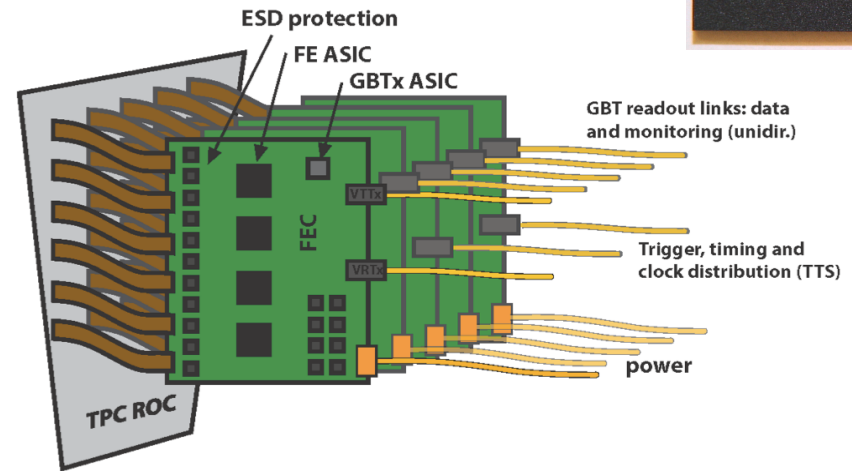 ESD protection
FE ASIC
GBTx ASIC
GBT readout links: data
and monitoring (unidir.)
VTTx
FEC
Trigger, timing and
clock distribution (TTS)
VRTx
power
TPC ROC